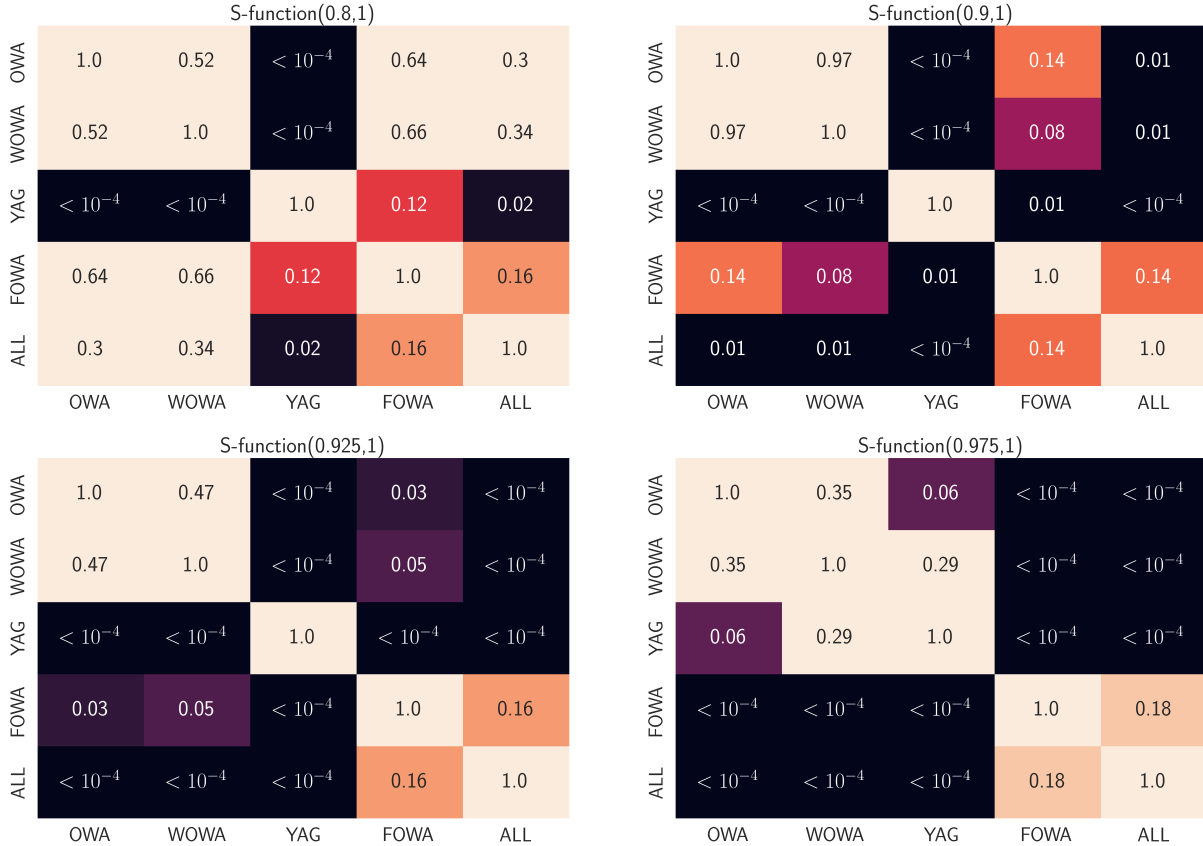 S-function(0.8,1)
OWA 1.0 0.52 < 10⁻⁴ 0.64 0.3
WOWA 0.52 1.0 < 10⁻⁴ 0.66 0.34
YAG < 10⁻⁴ < 10⁻⁴ 1.0 0.12 0.02
FOWA 0.64 0.66 0.12 1.0 0.16
ALL 0.3 0.34 0.02 0.16 1.0
OWA WOWA YAG FOWA ALL
S-function(0.9,1)
OWA 1.0 0.97 < 10⁻⁴ 0.14 0.01
WOWA 0.97 1.0 < 10⁻⁴ 0.08 0.01
YAG < 10⁻⁴ < 10⁻⁴ 1.0 0.01 < 10⁻⁴
FOWA 0.14 0.08 0.01 1.0 0.14
ALL 0.01 0.01 < 10⁻⁴ 0.14 1.0
OWA WOWA YAG FOWA ALL
S-function(0.925,1)
OWA 1.0 0.47 < 10⁻⁴ 0.03 < 10⁻⁴
WOWA 0.47 1.0 < 10⁻⁴ 0.05 < 10⁻⁴
YAG < 10⁻⁴ < 10⁻⁴ 1.0 < 10⁻⁴ < 10⁻⁴
FOWA 0.03 0.05 < 10⁻⁴ 1.0 0.16
ALL < 10⁻⁴ < 10⁻⁴ < 10⁻⁴ 0.16 1.0
OWA WOWA YAG FOWA ALL
S-function(0.975,1)
OWA 1.0 0.35 0.06 < 10⁻⁴ < 10⁻⁴
WOWA 0.35 1.0 0.29 < 10⁻⁴ < 10⁻⁴
YAG 0.06 0.29 1.0 < 10⁻⁴ < 10⁻⁴
FOWA < 10⁻⁴ < 10⁻⁴ < 10⁻⁴ 1.0 0.18
ALL < 10⁻⁴ < 10⁻⁴ < 10⁻⁴ 0.18 1.0
OWA WOWA YAG FOWA ALL